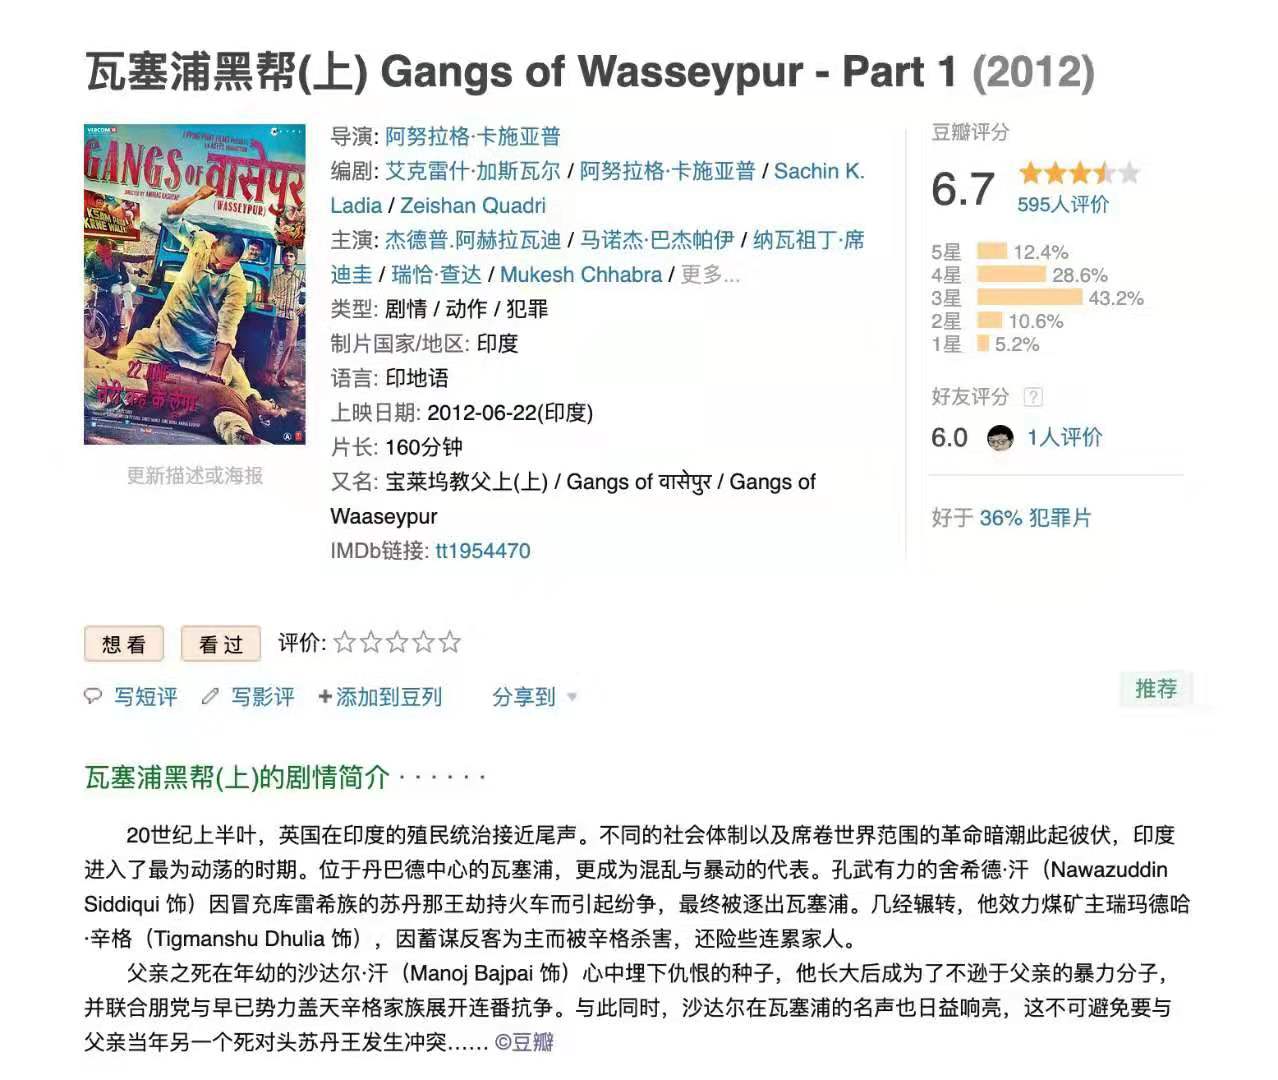 瓦塞浦黑帮(上) Gangs of Wasseypur - Part 1 (2012)
VIACOM
GANGS OF वासेपुर
(WASSEYPUR)
22 JUNE
तेरी कह के लेंगा
更新描述或海报
导演: 阿努拉格·卡施亚普
编剧: 艾克雷什·加斯瓦尔 / 阿努拉格·卡施亚普 / Sachin K.
Ladia / Zeishan Quadri
主演: 杰德普.阿赫拉瓦迪 / 马诺杰·巴杰帕伊 / 纳瓦祖丁·席
迪圭 / 瑞恰·查达 / Mukesh Chhabra / 更多...
类型: 剧情 / 动作 / 犯罪
制片国家/地区: 印度
语言: 印地语
上映日期: 2012-06-22(印度)
片长: 160分钟
又名: 宝莱坞教父上(上) / Gangs of वासेपुर / Gangs of
Waaseypur
IMDb链接: tt1954470
豆瓣评分
6.7
595人评价
5星 12.4%
4星 28.6%
3星 43.2%
2星 10.6%
1星 5.2%
好友评分 ?
6.0 1人评价
好于 36% 犯罪片
想看 看过 评价:
写短评 写影评 +添加到豆列 分享到
推荐
瓦塞浦黑帮(上)的剧情简介 · · · · · ·
20世纪上半叶，英国在印度的殖民统治接近尾声。不同的社会体制以及席卷世界范围的革命暗潮此起彼伏，印度
进入了最为动荡的时期。位于丹巴德中心的瓦塞浦，更成为混乱与暴动的代表。孔武有力的舍希德·汗（Nawazuddin
Siddiqui 饰）因冒充库雷希族的苏丹那王劫持火车而引起纷争，最终被逐出瓦塞浦。几经辗转，他效力煤矿主瑞玛德哈
·辛格（Tigmanshu Dhulia 饰），因蓄谋反客为主而被辛格杀害，还险些连累家人。
父亲之死在年幼的沙达尔·汗（Manoj Bajpai 饰）心中埋下仇恨的种子，他长大后成为了不逊于父亲的暴力分子，
并联合朋党与早已势力盖天辛格家族展开连番抗争。与此同时，沙达尔在瓦塞浦的名声也日益响亮，这不可避免要与
父亲当年另一个死对头苏丹王发生冲突…… ©豆瓣